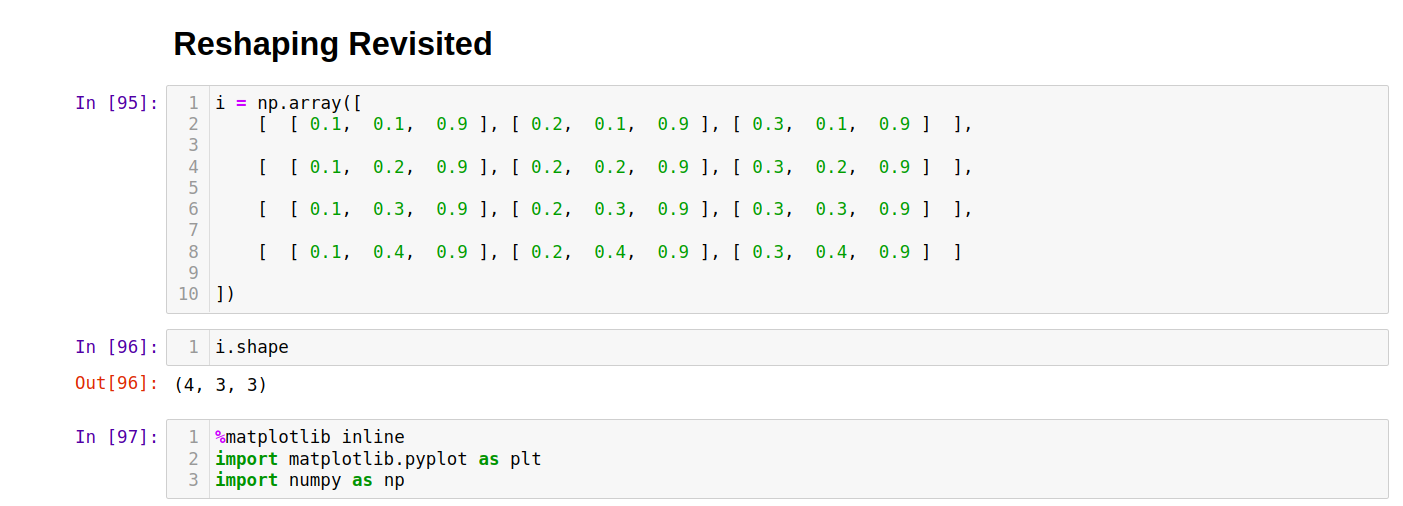 Reshaping Revisited
In [95]:
1 i = np.array([
2     [  [ 0.1,  0.1,  0.9 ], [ 0.2,  0.1,  0.9 ], [ 0.3,  0.1,  0.9 ]  ],
3
4     [  [ 0.1,  0.2,  0.9 ], [ 0.2,  0.2,  0.9 ], [ 0.3,  0.2,  0.9 ]  ],
5
6     [  [ 0.1,  0.3,  0.9 ], [ 0.2,  0.3,  0.9 ], [ 0.3,  0.3,  0.9 ]  ],
7
8     [  [ 0.1,  0.4,  0.9 ], [ 0.2,  0.4,  0.9 ], [ 0.3,  0.4,  0.9 ]  ]
9
10 ])
In [96]:
1 i.shape
Out[96]: (4, 3, 3)
In [97]:
1 %matplotlib inline
2 import matplotlib.pyplot as plt
3 import numpy as np